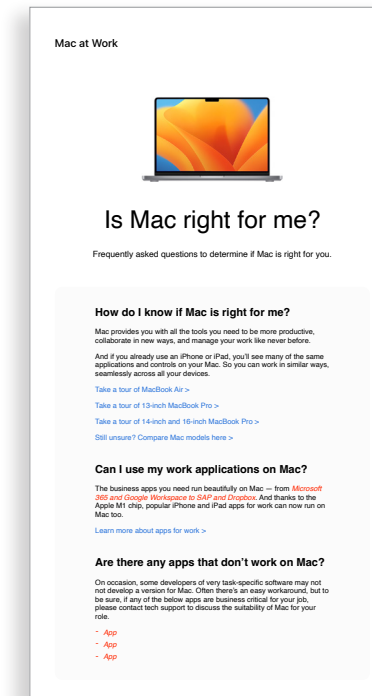 Mac at Work
Is Mac right for me?
Frequently asked questions to determine if Mac is right for you.
How do I know if Mac is right for me?
Mac provides you with all the tools you need to be more productive,
collaborate in new ways, and manage your work like never before.
And if you already use an iPhone or iPad, you'll see many of the same
applications and controls on your Mac. So you can work in similar ways,
seamlessly across all your devices.
Take a tour of MacBook Air >
Take a tour of 13-inch MacBook Pro >
Take a tour of 14-inch and 16-inch MacBook Pro >
Still unsure? Compare Mac models here >
Can I use my work applications on Mac?
The business apps you need run beautifully on Mac — from Microsoft
365 and Google Workspace to SAP and Dropbox. And thanks to the
Apple M1 chip, popular iPhone and iPad apps for work can now run on
Mac too.
Learn more about apps for work >
Are there any apps that don't work on Mac?
On occasion, some developers of very task-specific software may not
not develop a version for Mac. Often there's an easy workaround, but to
be sure, if any of the below apps are business critical for your job,
please contact tech support to discuss the suitability of Mac for your
role.
- App
- App
- App